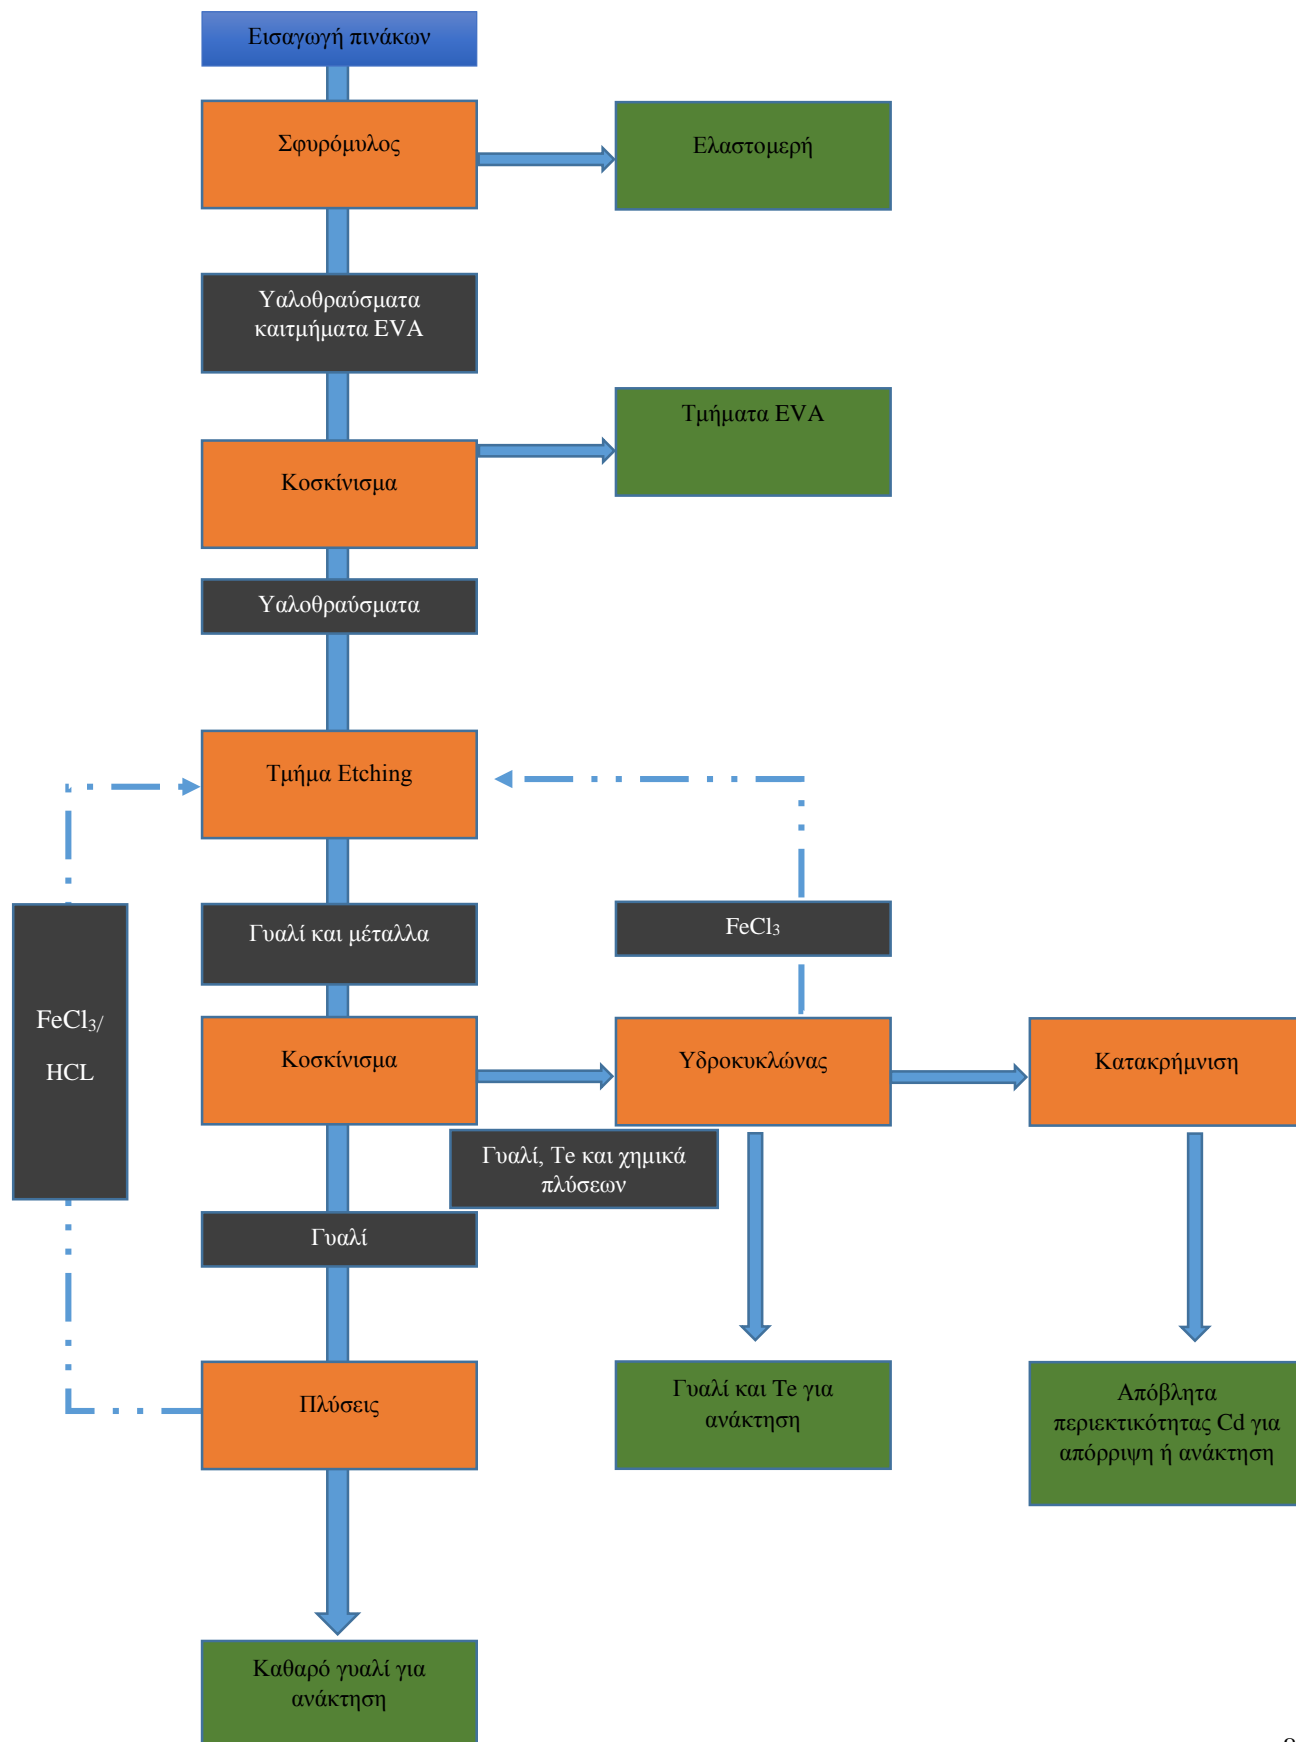 Εισαγωγή πινάκων
Σφυρόμυλος
Ελαστομερή
Υαλοθραύσματα
καιτμήματα EVA
Τμήματα EVA
Κοσκίνισμα
Υαλοθραύσματα
Τμήμα Etching
Γυαλί και μέταλλα
FeCl₃
FeCl₃/
HCL
Κοσκίνισμα
Υδροκυκλώνας
Κατακρήμνιση
Γυαλί, Te και χημικά
πλύσεων
Γυαλί
Πλύσεις
Γυαλί και Te για
ανάκτηση
Απόβλητα
περιεκτικότητας Cd για
απόρριψη ή ανάκτηση
Καθαρό γυαλί για
ανάκτηση